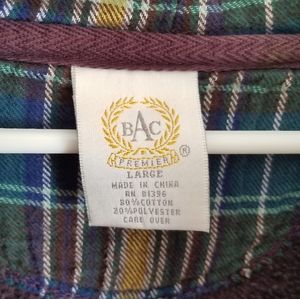 BAC
PREMIER ®
LARGE
MADE IN CHINA
RN 81396
80%COTTON
20%POLYESTER
CARE OVER